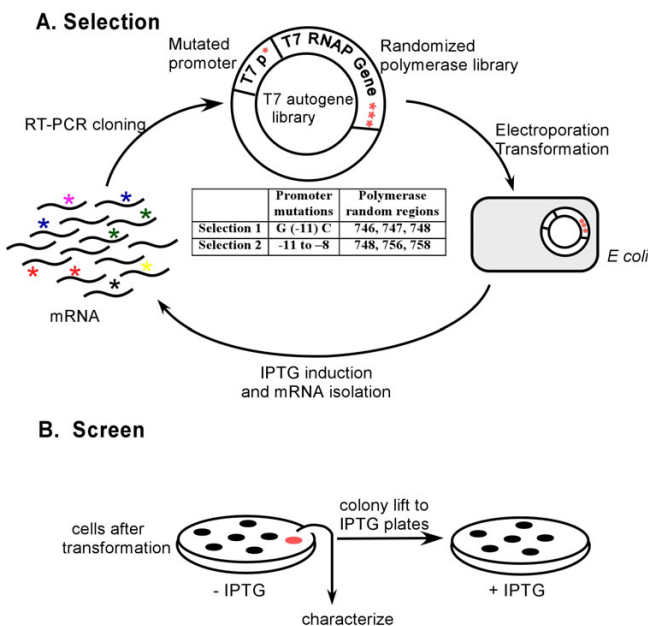 A. Selection
Mutated
promoter
T7 p*
T7 RNAP Gene
***
Randomized
polymerase library
T7 autogene
library
RT-PCR cloning
Electroporation
Transformation
Promoter
mutations
Polymerase
random regions
Selection 1 G (-11) C 746, 747, 748
Selection 2 -11 to –8 748, 756, 758
E coli
mRNA
IPTG induction
and mRNA isolation
B. Screen
cells after
transformation
colony lift to
IPTG plates
- IPTG
+ IPTG
characterize